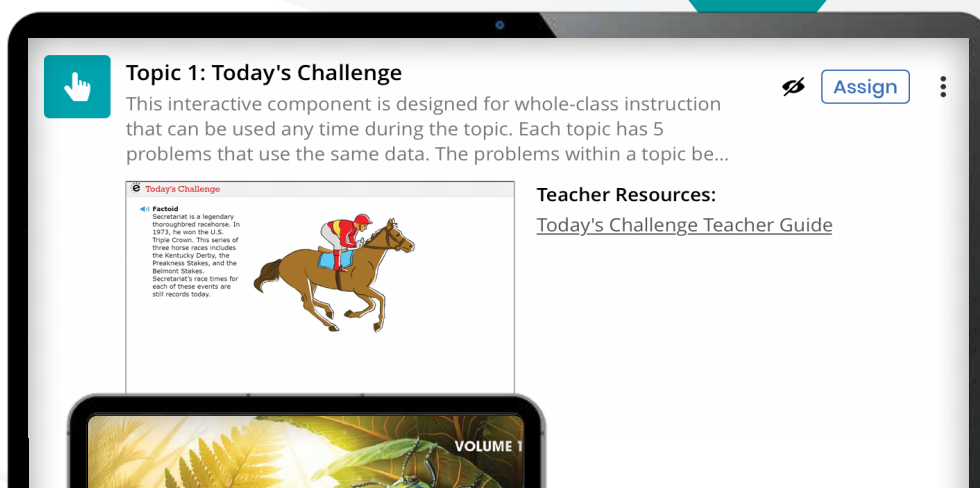 Topic 1: Today's Challenge
Assign
This interactive component is designed for whole-class instruction
that can be used any time during the topic. Each topic has 5
problems that use the same data. The problems within a topic be...
Today's Challenge
Factoid
Secretariat is a legendary
thoroughbred racehorse. In
1973, he won the U.S.
Triple Crown. This series of
three horse races includes
the Kentucky Derby, the
Preakness Stakes, and the
Belmont Stakes.
Secretariat's race times for
each of these events are
still records today.
Teacher Resources:
Today's Challenge Teacher Guide
VOLUME 1